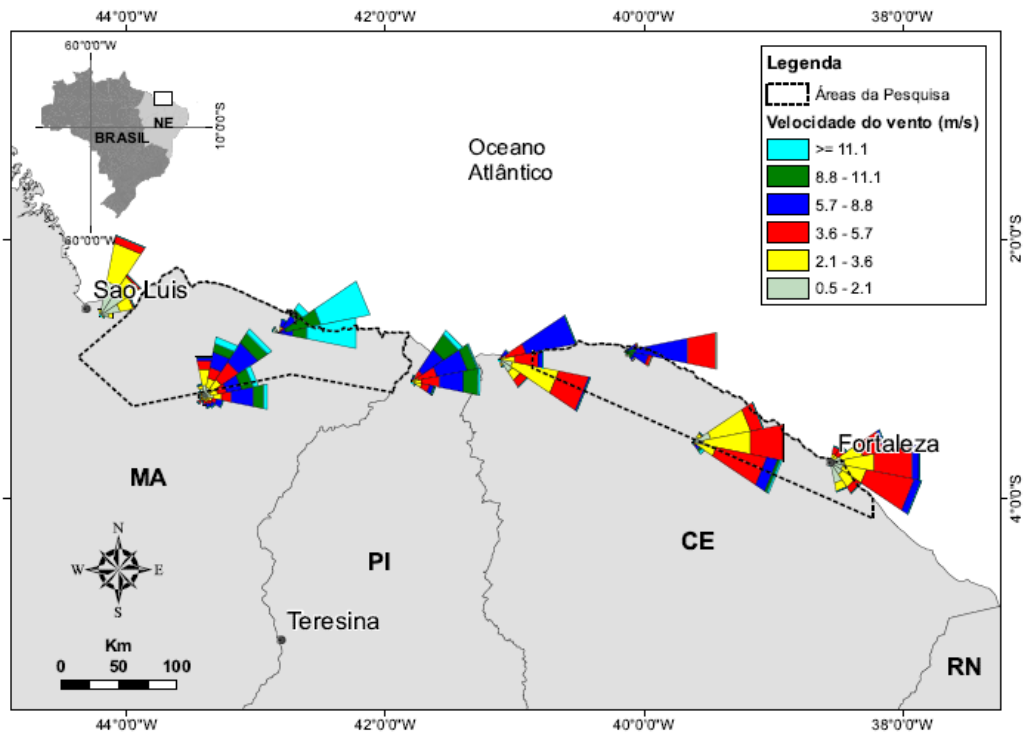 44°0'0"W 42°0'0"W 40°0'0"W 38°0'0"W
60°0'0"W
NE
BRASIL
10°0'0"S
60°0'0"W
Oceano
Atlântico
Legenda
Áreas da Pesquisa
Velocidade do vento (m/s)
>= 11.1
8.8 - 11.1
5.7 - 8.8
3.6 - 5.7
2.1 - 3.6
0.5 - 2.1
2°0'0"S
Sao Luis
Fortaleza
MA
4°0'0"S
PI
CE
N
W E
S
Teresina
Km
0 50 100
RN
44°0'0"W 42°0'0"W 40°0'0"W 38°0'0"W